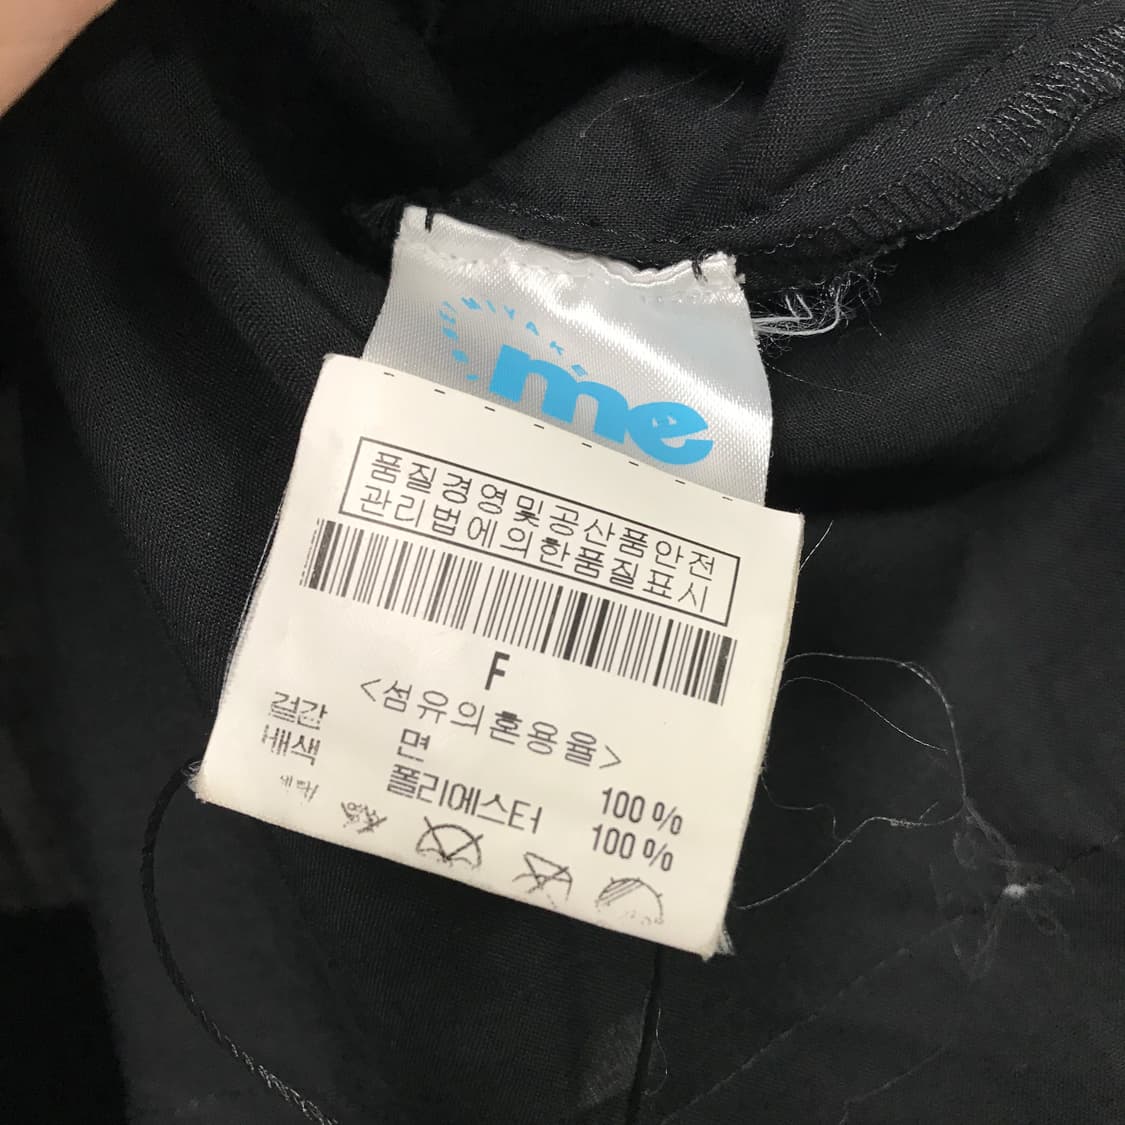 me
품질경영및공산품안전
관리법에의한품질표시
F
<섬유의혼용율>
겉감 면 100 %
배색 폴리에스터 100 %